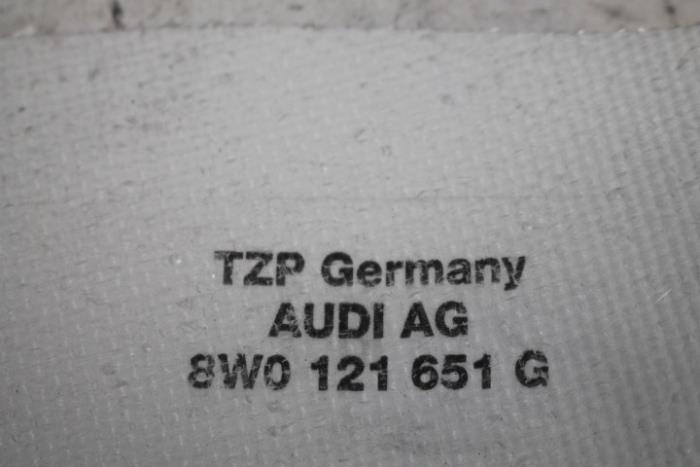 TZP Germany
AUDI AG
8W0 121 651 G